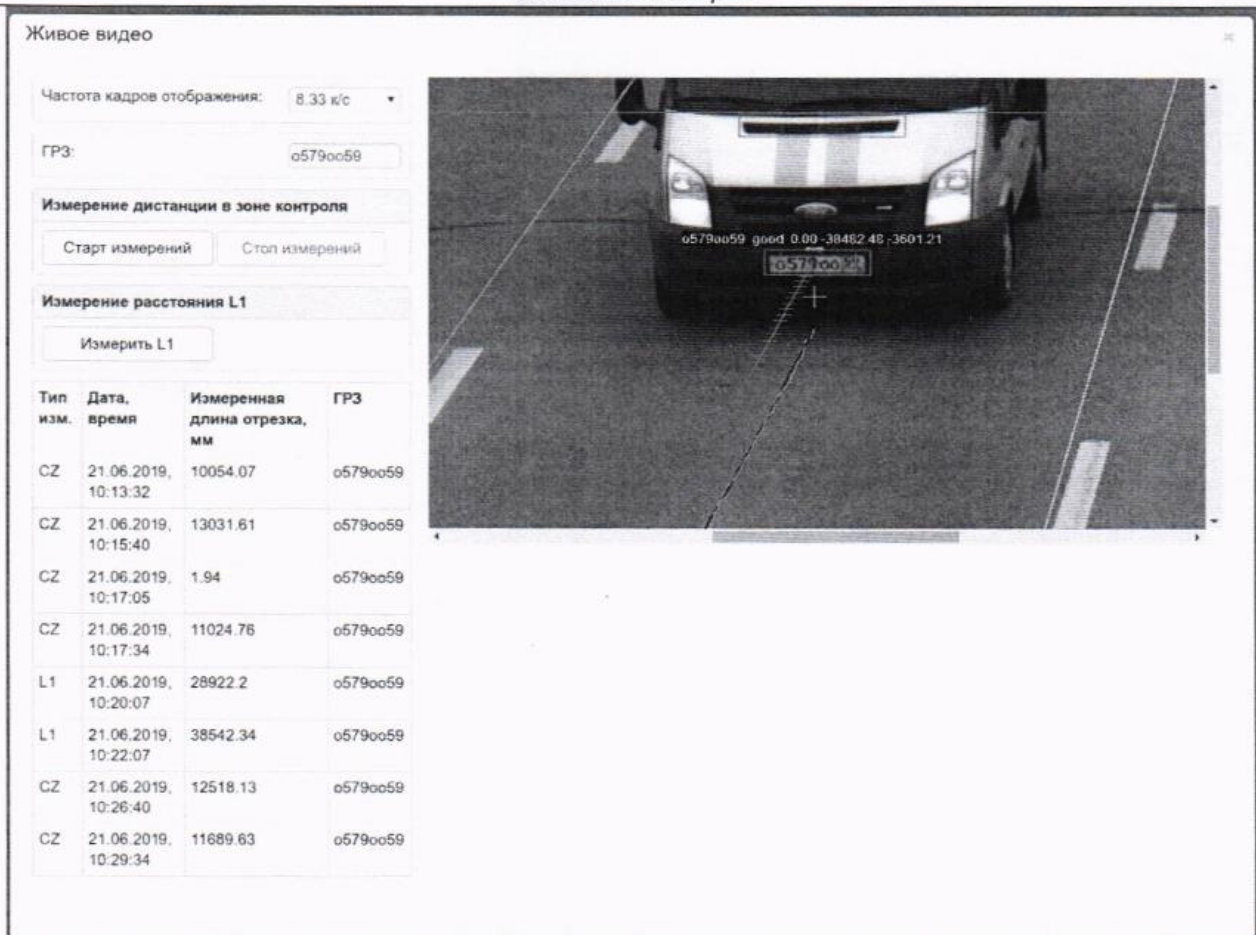 Живое видео
Частота кадров отображения: 8.33 к/с
ГРЗ: о579оо59
Измерение дистанции в зоне контроля
Старт измерений Стоп измерений
Измерение расстояния L1
Измерить L1
Тип изм. Дата, время Измеренная длина отрезка, мм ГРЗ
CZ 21.06.2019, 10:13:32 10054.07 о579оо59
CZ 21.06.2019, 10:15:40 13031.61 о579оо59
CZ 21.06.2019, 10:17:05 1.94 о579оо59
CZ 21.06.2019, 10:17:34 11024.76 о579оо59
L1 21.06.2019, 10:20:07 28922.2 о579оо59
L1 21.06.2019, 10:22:07 38542.34 о579оо59
CZ 21.06.2019, 10:26:40 12518.13 о579оо59
CZ 21.06.2019, 10:29:34 11689.63 о579оо59
о579оо59 good 0.00 -38482.48 -3601.21
о579оо 59